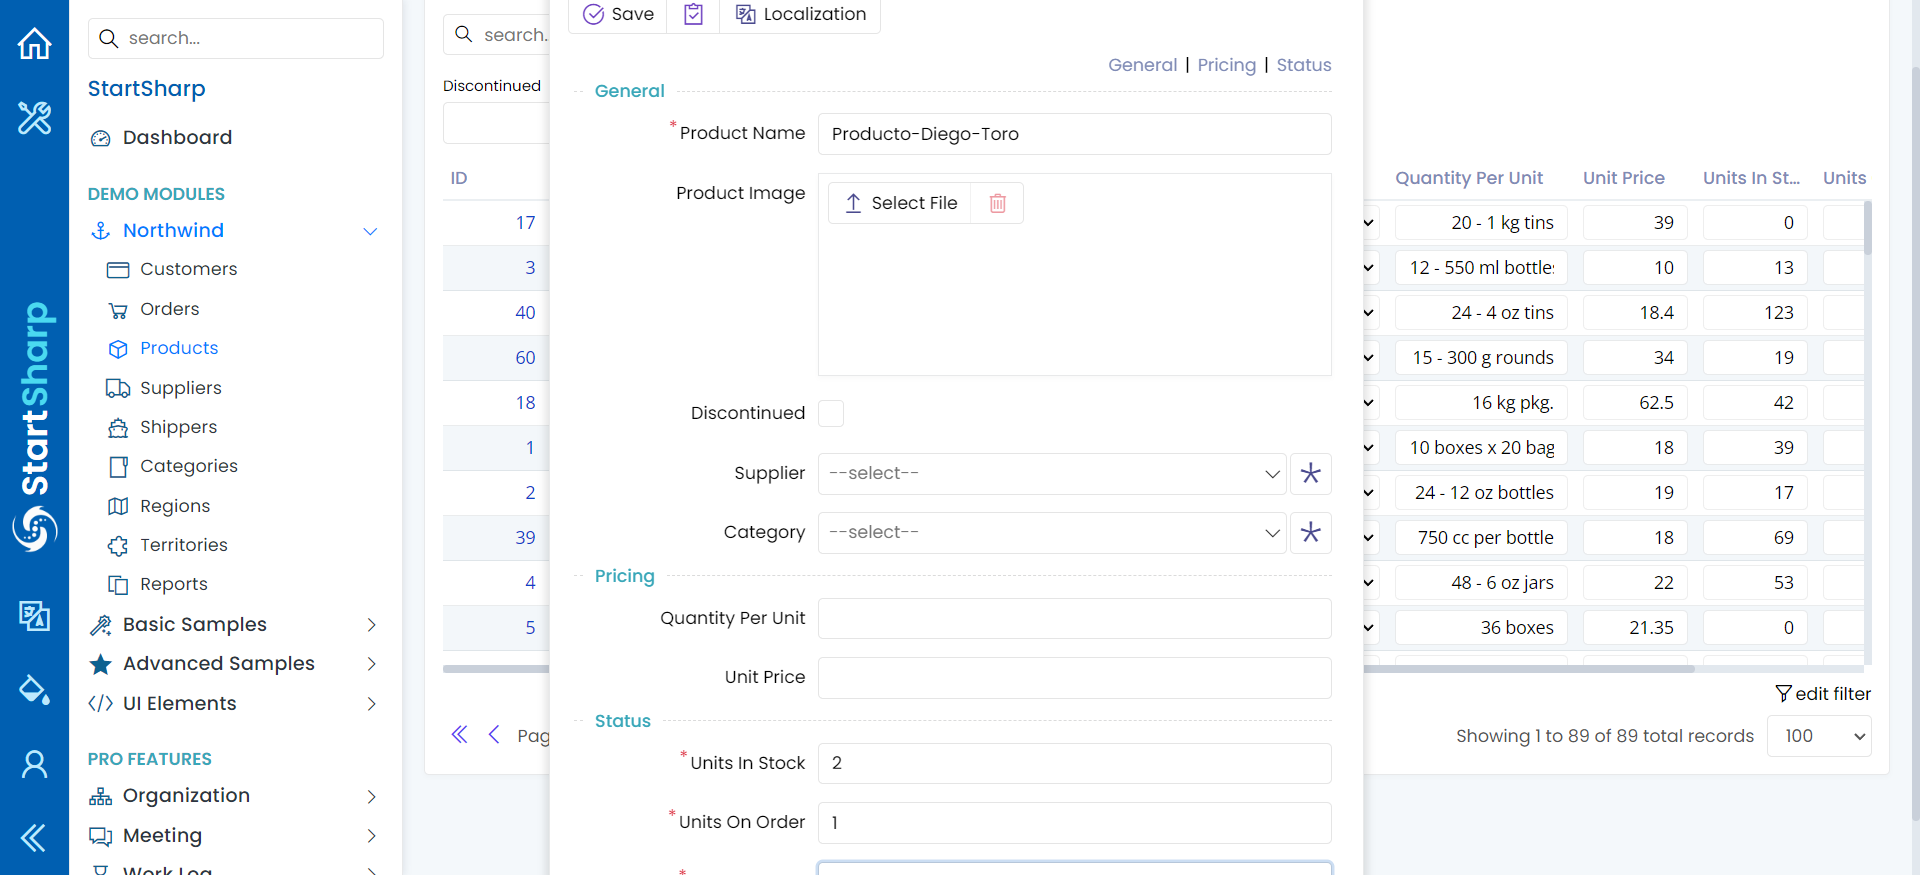 search...
StartSharp
Dashboard
DEMO MODULES
Northwind
Customers
Orders
Products
Suppliers
Shippers
Categories
Regions
Territories
Reports
Basic Samples
Advanced Samples
UI Elements
PRO FEATURES
Organization
Meeting
Work Log
StartSharp
search.
Discontinued
ID
17
3
40
60
18
1
2
39
4
5
Pag
Save
Localization
General | Pricing | Status
General
*Product Name Producto-Diego-Toro
Product Image Select File
Discontinued
Supplier --select--
Category --select--
Pricing
Quantity Per Unit
Unit Price
Status
*Units In Stock 2
*Units On Order 1
*
Quantity Per Unit Unit Price Units In St... Units
20 - 1 kg tins 39 0
12 - 550 ml bottles 10 13
24 - 4 oz tins 18.4 123
15 - 300 g rounds 34 19
16 kg pkg. 62.5 42
10 boxes x 20 bag 18 39
24 - 12 oz bottles 19 17
750 cc per bottle 18 69
48 - 6 oz jars 22 53
36 boxes 21.35 0
edit filter
Showing 1 to 89 of 89 total records 100